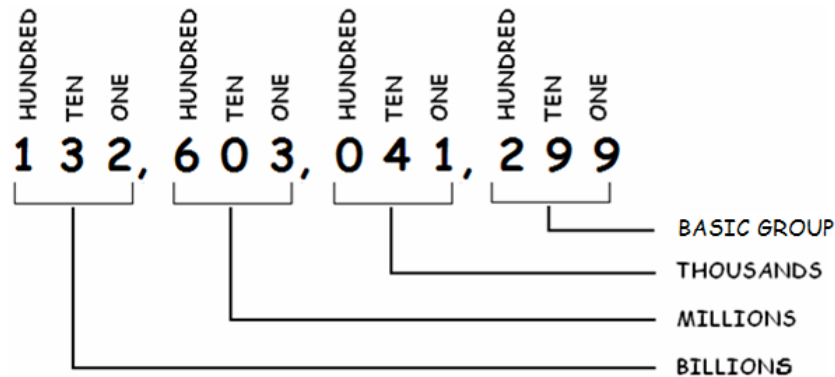 HUNDRED TEN ONE HUNDRED TEN ONE HUNDRED TEN ONE HUNDRED TEN ONE
132, 603, 041, 299
BASIC GROUP
THOUSANDS
MILLIONS
BILLIONS